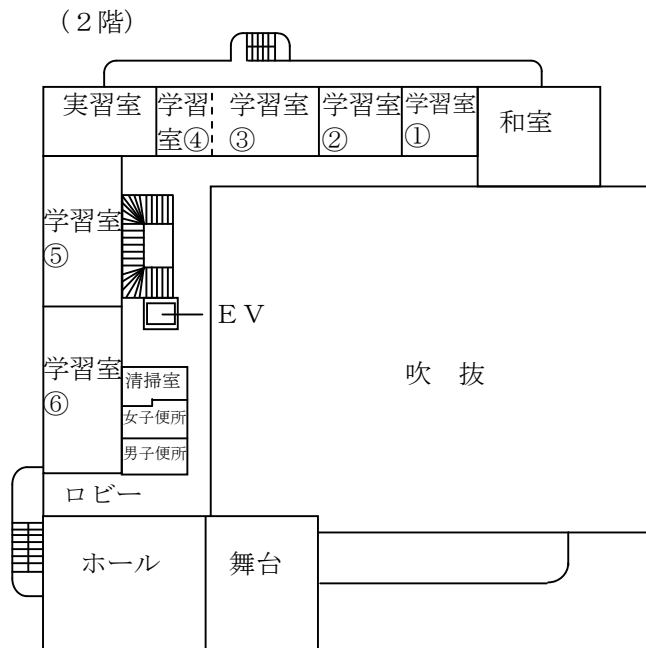 (２階)
実習室
学習
室④
学習室
③
学習室
②
学習室
①
和室
学習室
⑤
ＥＶ
吹 抜
学習室
⑥
清掃室
女子便所
男子便所
ロビー
ホール
舞台